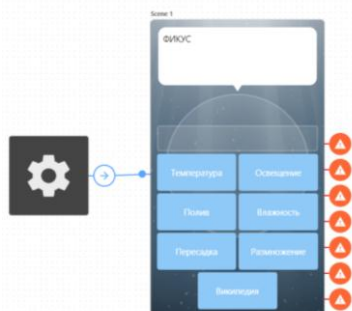 Scene 1
ФИКУС
Температура
Освещение
Полив
Влажность
Пересадка
Размножение
Википедия